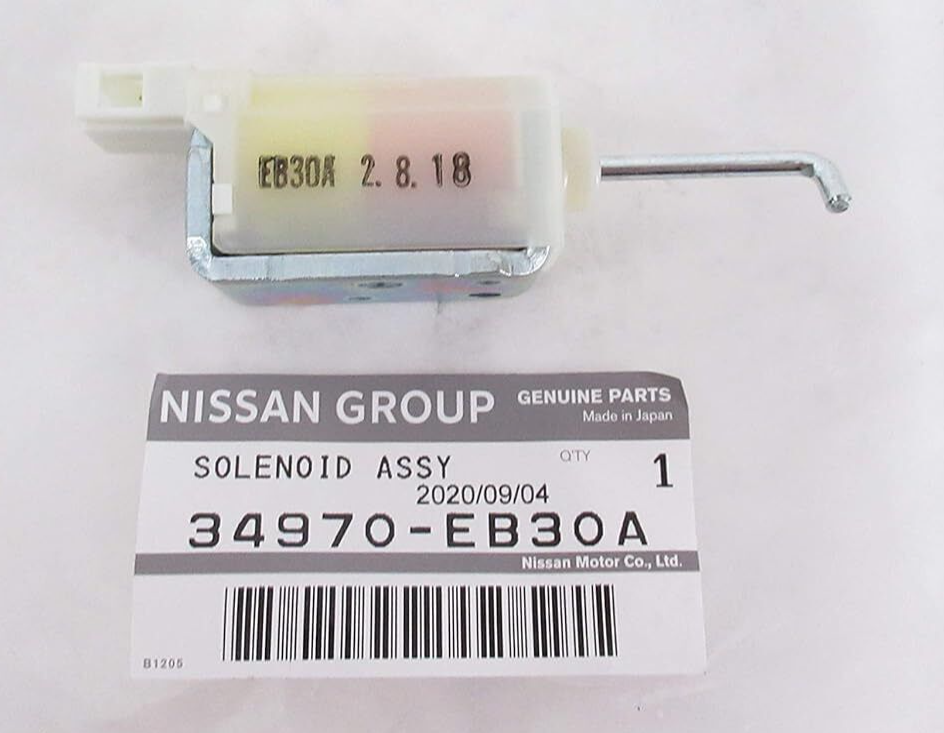 EB30A 2.8.18
NISSAN GROUP
GENUINE PARTS
Made in Japan
SOLENOID ASSY
Q'TY
1
2020/09/04
34970-EB30A
Nissan Motor Co., Ltd.
B1205